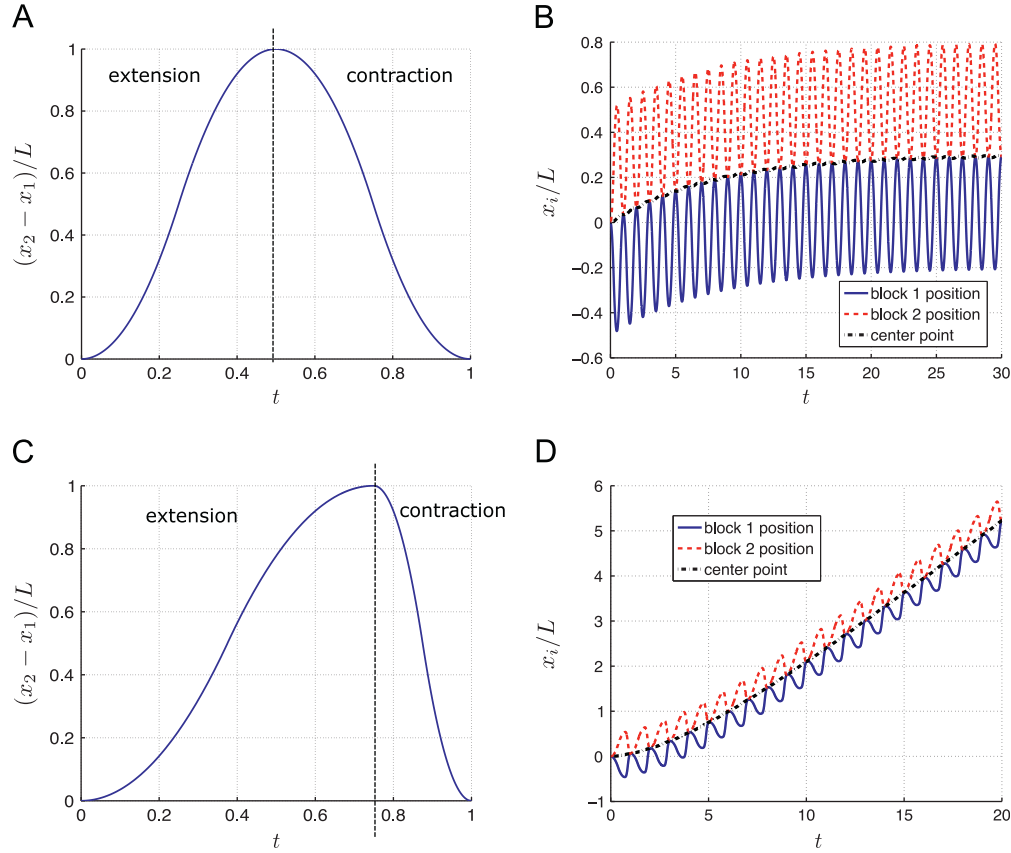 A
extension
contraction
(x₂ − x₁)/L
1
0.8
0.6
0.4
0.2
0
0
0.2
0.4
0.6
0.8
1
t
B
x_i/L
0.8
0.6
0.4
0.2
0
−0.2
−0.4
−0.6
block 1 position
block 2 position
center point
0
5
10
15
20
25
30
t
C
extension
contraction
(x₂ − x₁)/L
1
0.8
0.6
0.4
0.2
0
0
0.2
0.4
0.6
0.8
1
t
D
x_i/L
6
5
4
3
2
1
0
−1
block 1 position
block 2 position
center point
0
5
10
15
20
t